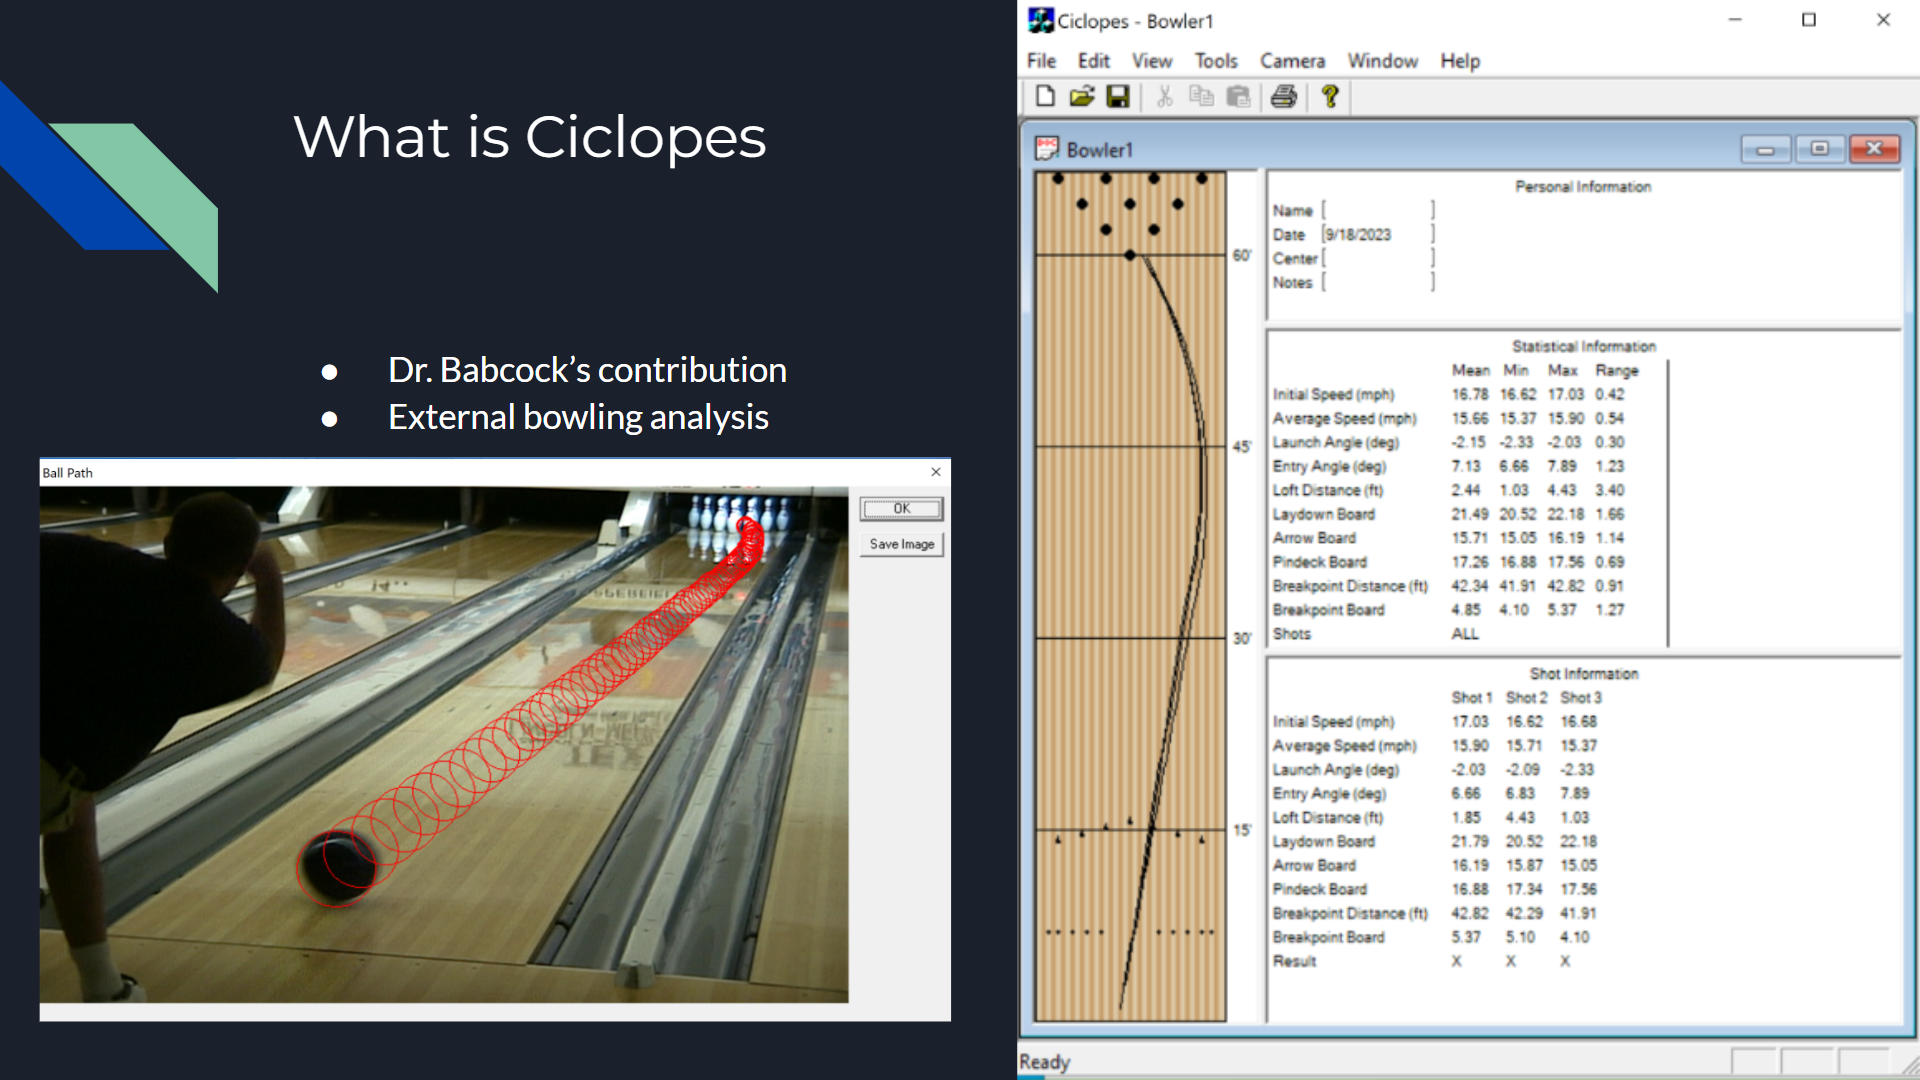 What is Ciclopes
● Dr. Babcock’s contribution
● External bowling analysis
Ball Path
OK
Save Image
Ciclopes - Bowler1
File Edit View Tools Camera Window Help
Bowler1
60'
45'
30'
15'
Personal Information
Name [ ]
Date [9/18/2023 ]
Center [ ]
Notes [ ]
Statistical Information
Mean Min Max Range
Initial Speed (mph) 16.78 16.62 17.03 0.42
Average Speed (mph) 15.66 15.37 15.90 0.54
Launch Angle (deg) -2.15 -2.33 -2.03 0.30
Entry Angle (deg) 7.13 6.66 7.89 1.23
Loft Distance (ft) 2.44 1.03 4.43 3.40
Laydown Board 21.49 20.52 22.18 1.66
Arrow Board 15.71 15.05 16.19 1.14
Pindeck Board 17.26 16.88 17.56 0.69
Breakpoint Distance (ft) 42.34 41.91 42.82 0.91
Breakpoint Board 4.85 4.10 5.37 1.27
Shots ALL
Shot Information
Shot 1 Shot 2 Shot 3
Initial Speed (mph) 17.03 16.62 16.68
Average Speed (mph) 15.90 15.71 15.37
Launch Angle (deg) -2.03 -2.09 -2.33
Entry Angle (deg) 6.66 6.83 7.89
Loft Distance (ft) 1.85 4.43 1.03
Laydown Board 21.79 20.52 22.18
Arrow Board 16.19 15.87 15.05
Pindeck Board 16.88 17.34 17.56
Breakpoint Distance (ft) 42.82 42.29 41.91
Breakpoint Board 5.37 5.10 4.10
Result X X X
Ready